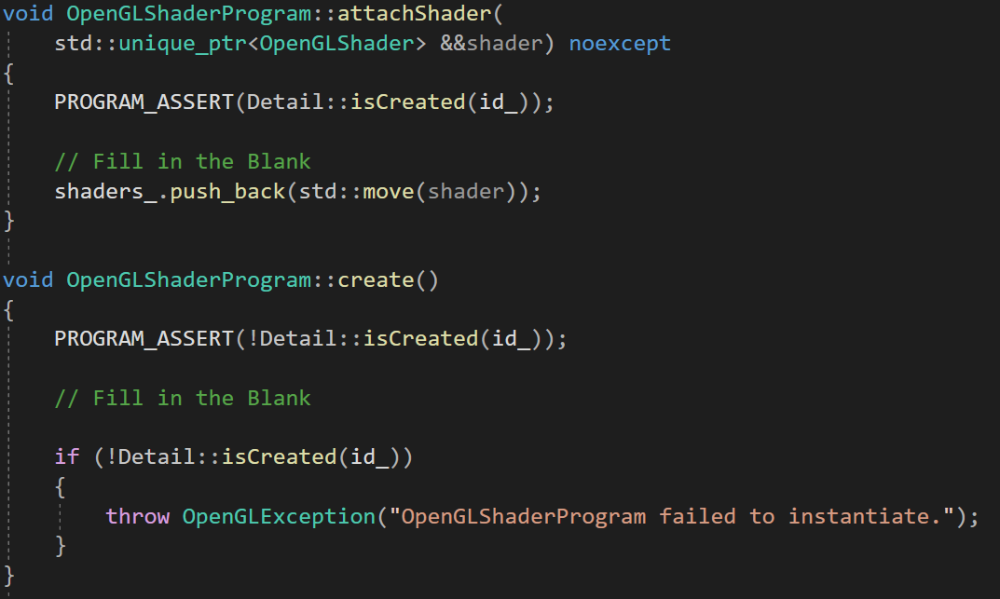 void OpenGLShaderProgram::attachShader(
    std::unique_ptr<OpenGLShader> &&shader) noexcept
{
    PROGRAM_ASSERT(Detail::isCreated(id_));

    // Fill in the Blank
    shaders_.push_back(std::move(shader));
}

void OpenGLShaderProgram::create()
{
    PROGRAM_ASSERT(!Detail::isCreated(id_));

    // Fill in the Blank

    if (!Detail::isCreated(id_))
    {
        throw OpenGLException("OpenGLShaderProgram failed to instantiate.");
    }
}